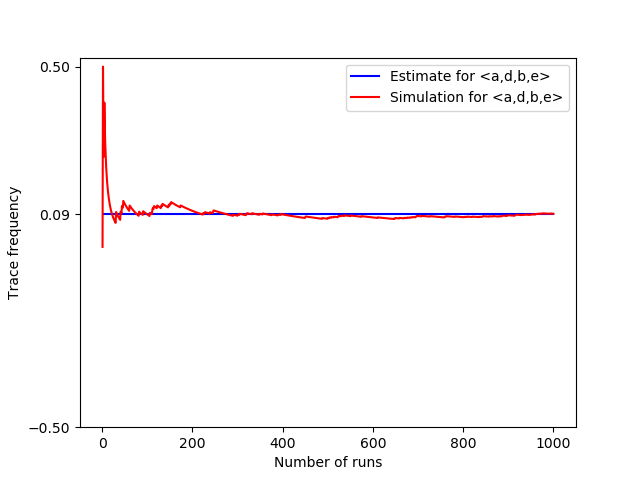 Estimate for <a,d,b,e>
Simulation for <a,d,b,e>
0.50
0.09
−0.50
Trace frequency
0
200
400
600
800
1000
Number of runs